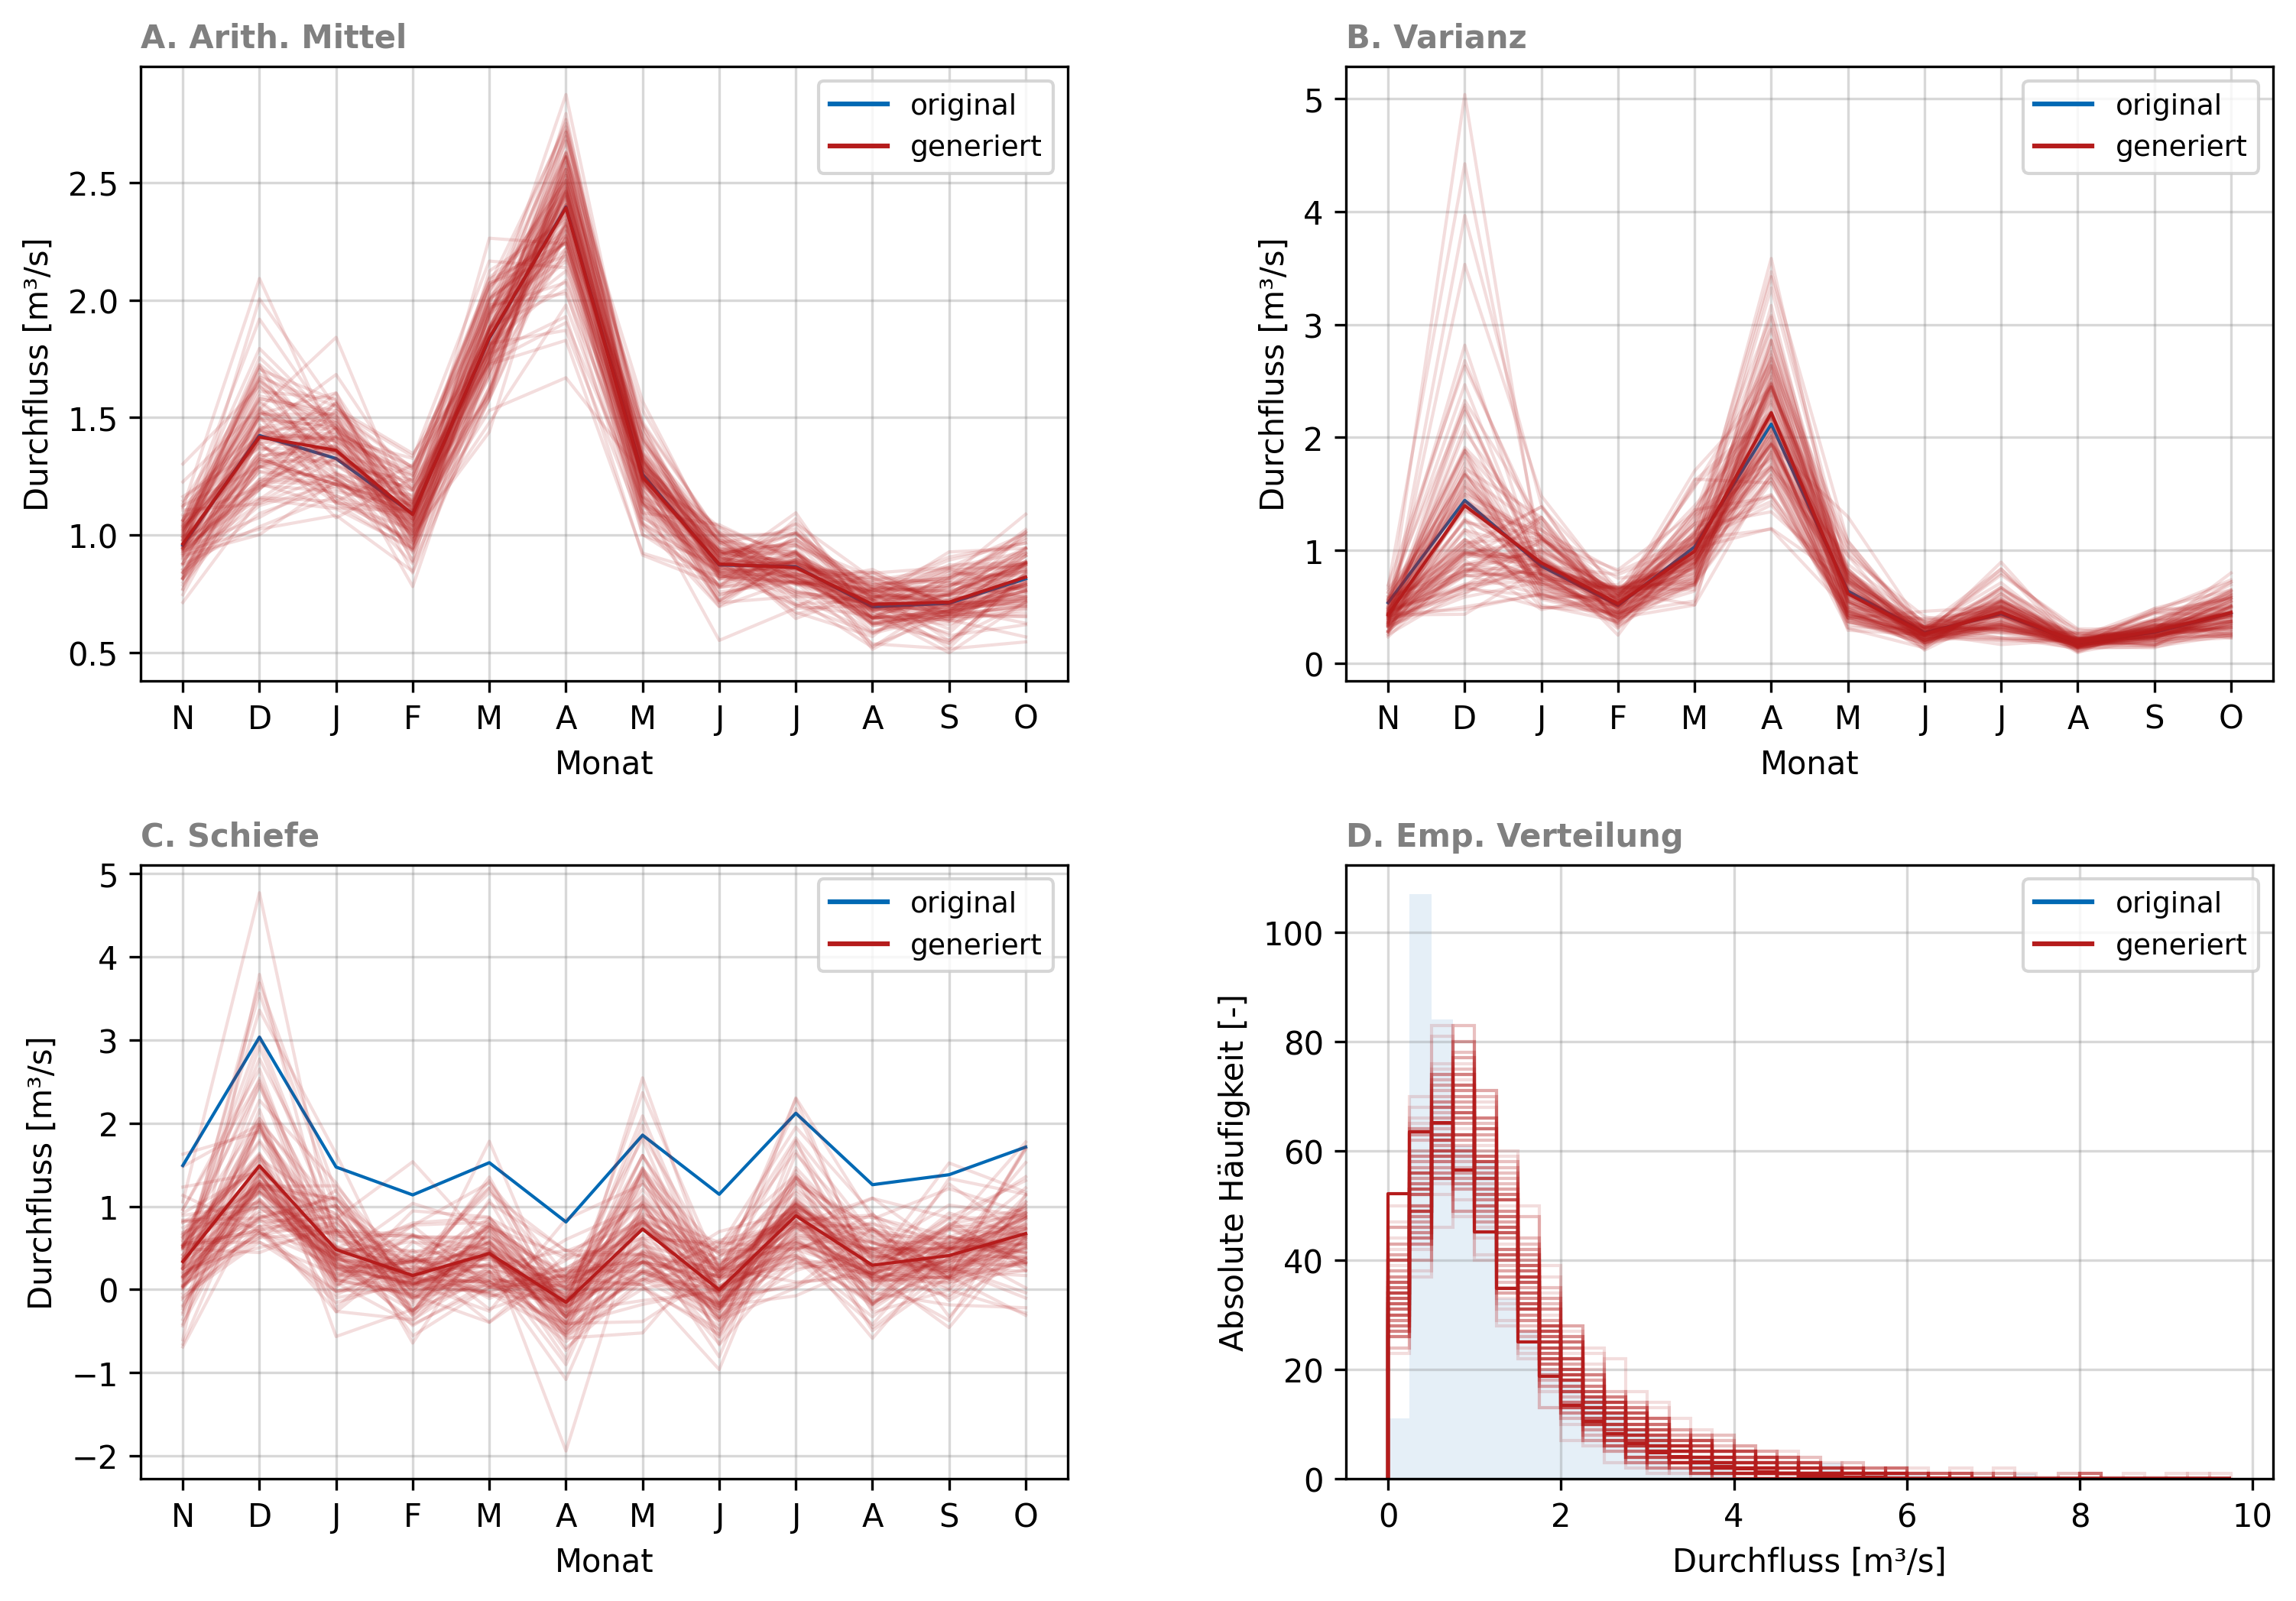 A. Arith. Mittel
original
generiert
Durchfluss [m³/s]
2.5
2.0
1.5
1.0
0.5
N D J F M A M J J A S O
Monat
B. Varianz
original
generiert
Durchfluss [m³/s]
5
4
3
2
1
0
N D J F M A M J J A S O
Monat
C. Schiefe
original
generiert
Durchfluss [m³/s]
5
4
3
2
1
0
−1
−2
N D J F M A M J J A S O
Monat
D. Emp. Verteilung
original
generiert
Absolute Häufigkeit [-]
100
80
60
40
20
0
0 2 4 6 8 10
Durchfluss [m³/s]